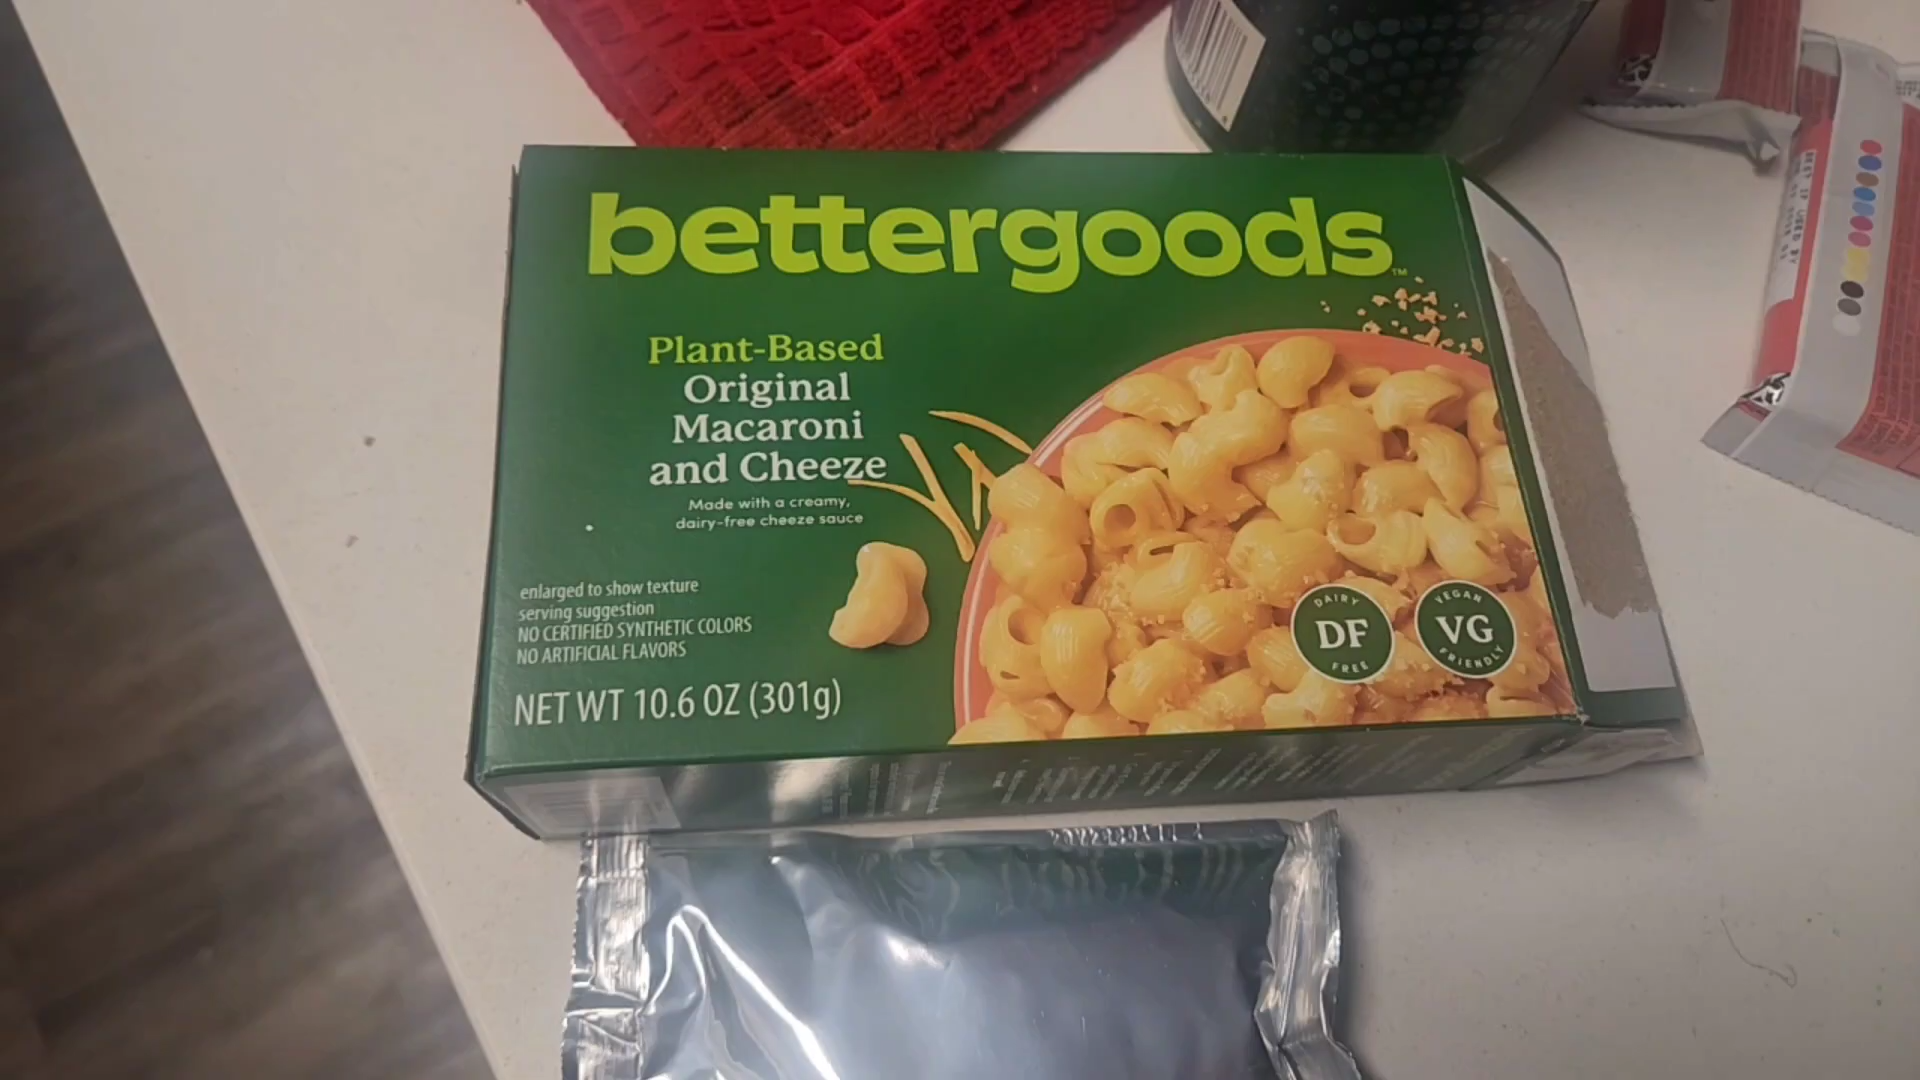 bettergoods™
Plant-Based
Original
Macaroni
and Cheeze
Made with a creamy,
dairy-free cheeze sauce
enlarged to show texture
serving suggestion
NO CERTIFIED SYNTHETIC COLORS
NO ARTIFICIAL FLAVORS
NET WT 10.6 OZ (301g)
DAIRY
DF
FREE
VEGAN
VG
FRIENDLY